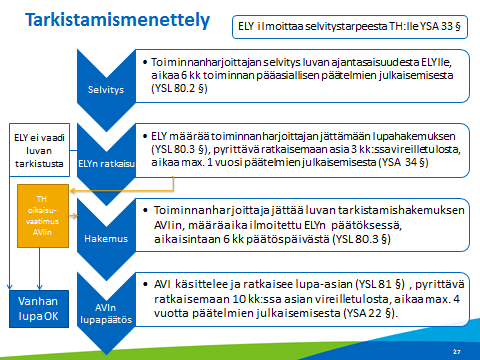 Tarkistamismenettely
ELY ilmoittaa selvitystarpeesta TH:lle YSA 33 §
Selvitys
• Toiminnanharjoittajan selvitys luvan ajantasaisuudesta ELYlle,
aikaa 6 kk toiminnan pääasiallisen päätelmien julkaisemisesta
(YSL 80.2 §)
ELY ei vaadi
luvan
tarkistusta
ELYn ratkaisu
• ELY määrää toiminnanharjoittajan jättämään lupahakemuksen
(YSL 80.3 §), pyrittävä ratkaisemaan asia 3 kk:ssa vireilletulosta,
aikaa max. 1 vuosi päätelmien julkaisemisesta (YSA 34 §)
TH
oikaisu-
vaatimus
AVIin
Hakemus
• Toiminnanharjoittaja jättää luvan tarkistamishakemuksen
AVIin, määräaika ilmoitettu ELYn päätöksessä,
aikaisintaan 6 kk päätöspäivästä (YSL 80.3 §)
Vanhan
lupa OK
AVIn
lupapäätös
• AVI käsittelee ja ratkaisee lupa-asian (YSL 81 §) , pyrittävä
ratkaisemaan 10 kk:ssa asian vireilletulosta, aikaa max. 4
vuotta päätelmien julkaisemisesta (YSA 22 §).
27